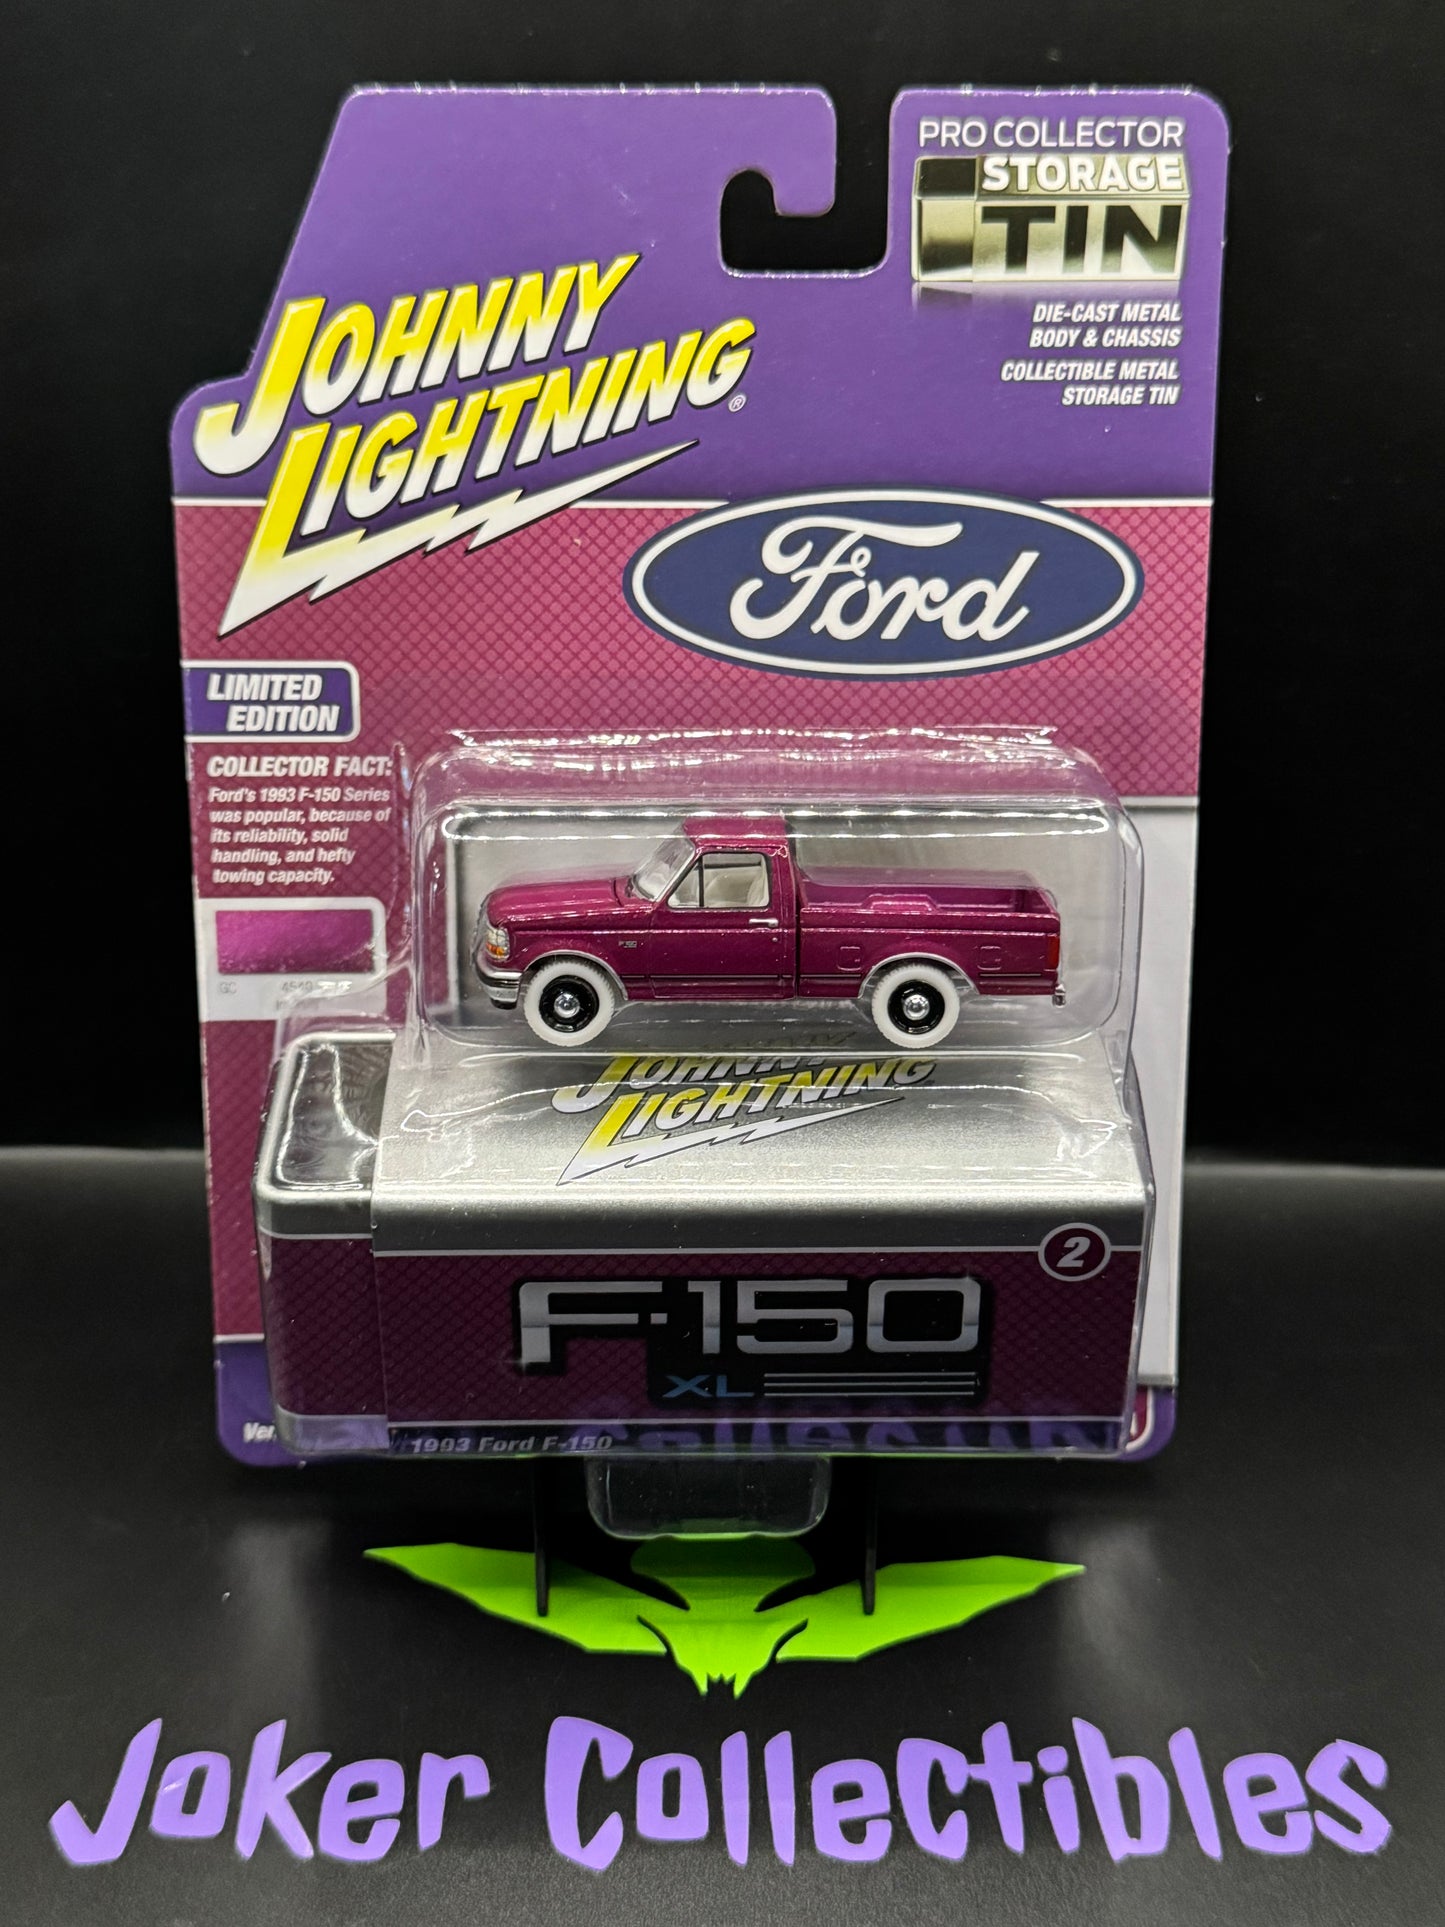 PRO COLLECTOR
STORAGE
TIN
DIE-CAST METAL
BODY & CHASSIS
COLLECTIBLE METAL
STORAGE TIN
JOHNNY
LIGHTNING®
Ford
LIMITED
EDITION
COLLECTOR FACT:
Ford's 1993 F-150 Series
was popular, because of
its reliability, solid
handling, and hefty
towing capacity.
F-150
GC
JOHNNY
LIGHTNING
2
F-150
XL
1993 Ford F-150
Joker Collectibles